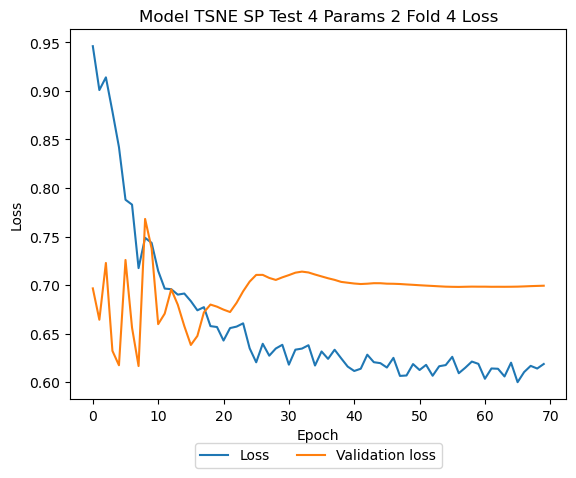 Model TSNE SP Test 4 Params 2 Fold 4 Loss
0.95
0.90
0.85
0.80
0.75
0.70
0.65
0.60
Loss
0 10 20 30 40 50 60 70
Epoch
Loss Validation loss